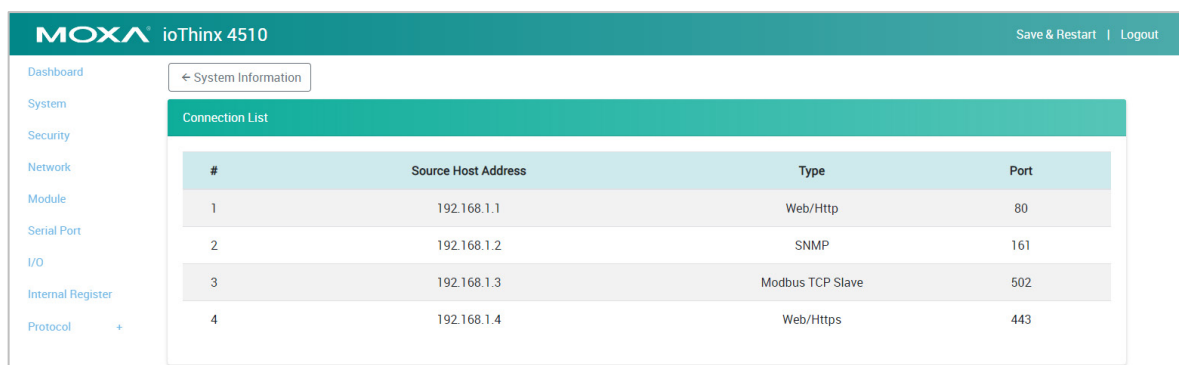 MOXA ioThinx 4510 Save & Restart | Logout
Dashboard
System
Security
Network
Module
Serial Port
I/O
Internal Register
Protocol +
← System Information
Connection List
# Source Host Address Type Port
1 192.168.1.1 Web/Http 80
2 192.168.1.2 SNMP 161
3 192.168.1.3 Modbus TCP Slave 502
4 192.168.1.4 Web/Https 443